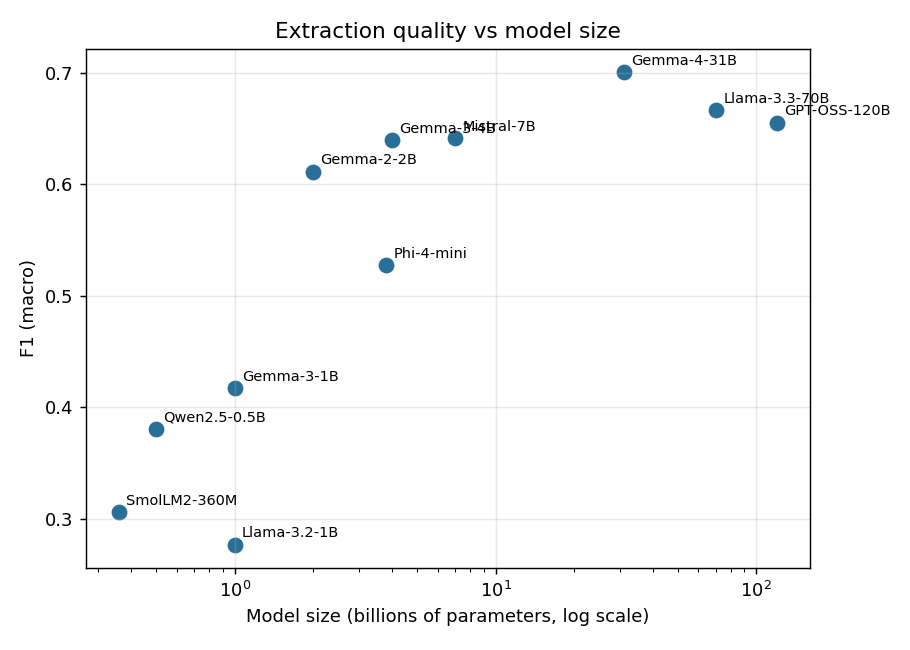 Extraction quality vs model size
F1 (macro)
0.7
0.6
0.5
0.4
0.3
Gemma-4-31B
Llama-3.3-70B
GPT-OSS-120B
Gemma-3-4B
Mistral-7B
Gemma-2-2B
Phi-4-mini
Gemma-3-1B
Qwen2.5-0.5B
SmolLM2-360M
Llama-3.2-1B
10⁰
10¹
10²
Model size (billions of parameters, log scale)